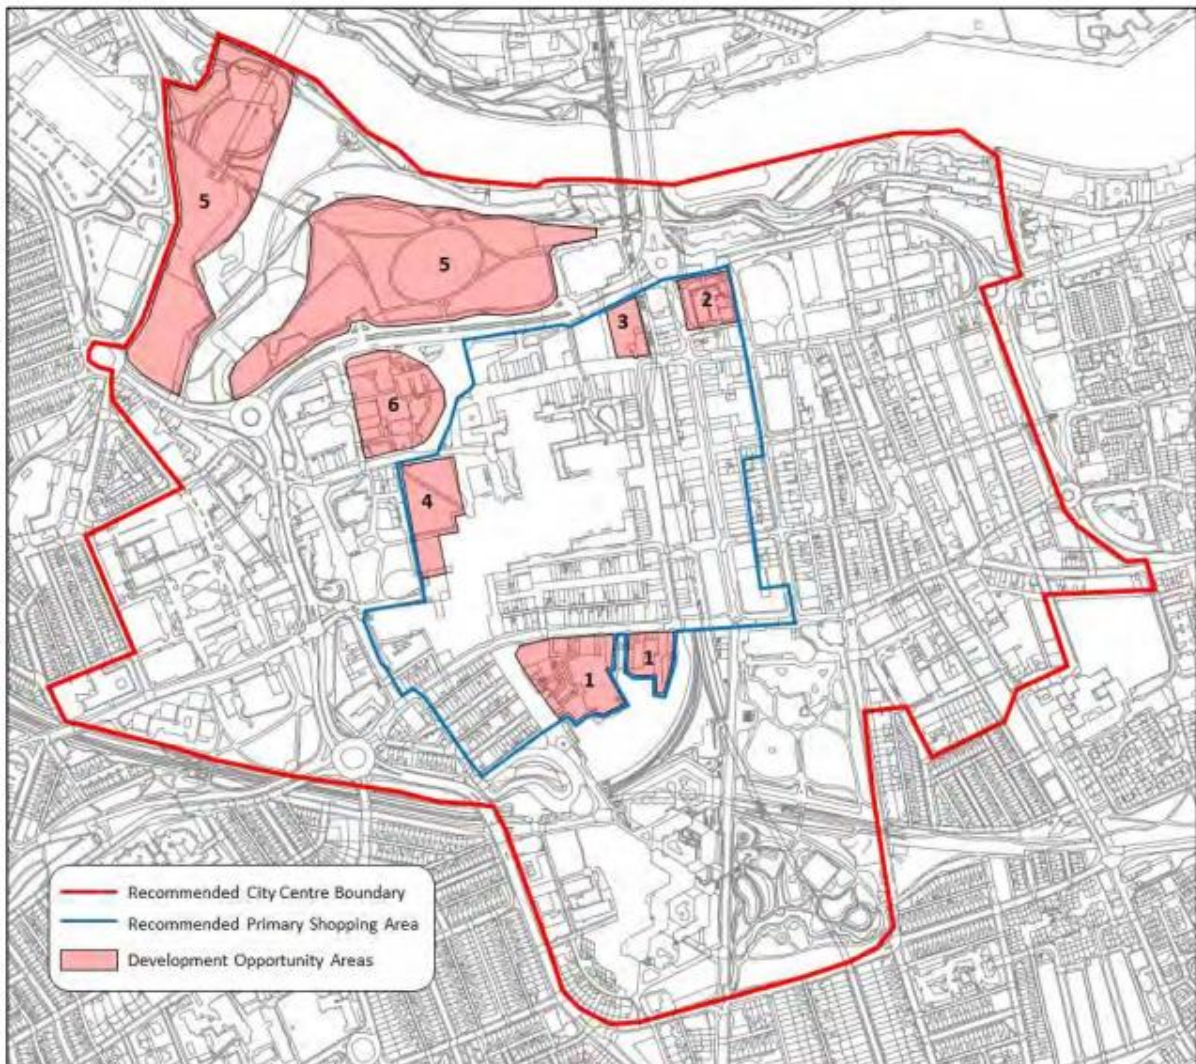 5
5
2
3
6
4
1
1
Recommended City Centre Boundary
Recommended Primary Shopping Area
Development Opportunity Areas